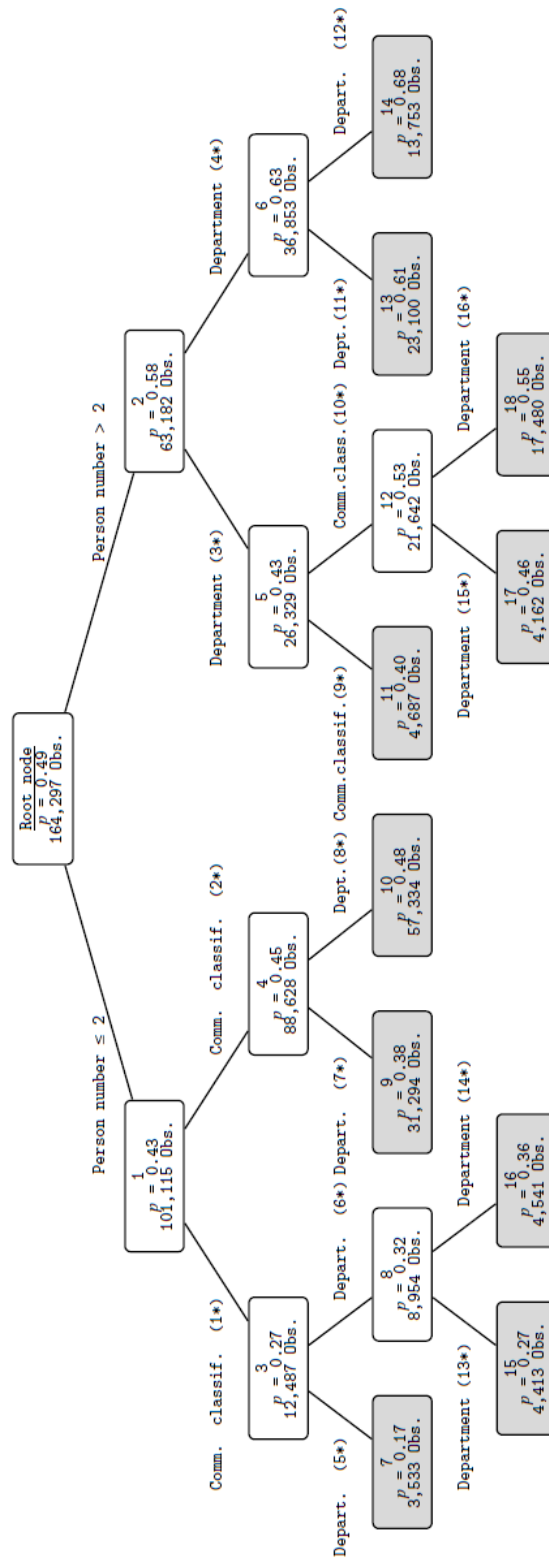 Root node
p = 0.49
164,297 Obs.
Person number ≤ 2
Person number > 2
1
p = 0.43
101,115 Obs.
2
p = 0.58
63,182 Obs.
Comm. classif. (1*)
Comm. classif. (2*)
Department (3*)
Department (4*)
3
p = 0.27
12,487 Obs.
4
p = 0.45
88,628 Obs.
5
p = 0.43
26,329 Obs.
6
p = 0.63
36,853 Obs.
Depart. (5*)
Depart. (6*)
Depart. (7*)
Dept.(8*)
Comm.classif.(9*)
Comm.class.(10*)
Dept.(11*)
Depart. (12*)
7
p = 0.17
3,533 Obs.
8
p = 0.32
8,954 Obs.
9
p = 0.38
31,294 Obs.
10
p = 0.48
57,334 Obs.
11
p = 0.40
4,687 Obs.
12
p = 0.53
21,642 Obs.
13
p = 0.61
23,100 Obs.
14
p = 0.68
13,753 Obs.
Department (13*)
Department (14*)
Department (15*)
Department (16*)
15
p = 0.27
4,413 Obs.
16
p = 0.36
4,541 Obs.
17
p = 0.46
4,162 Obs.
18
p = 0.55
17,480 Obs.